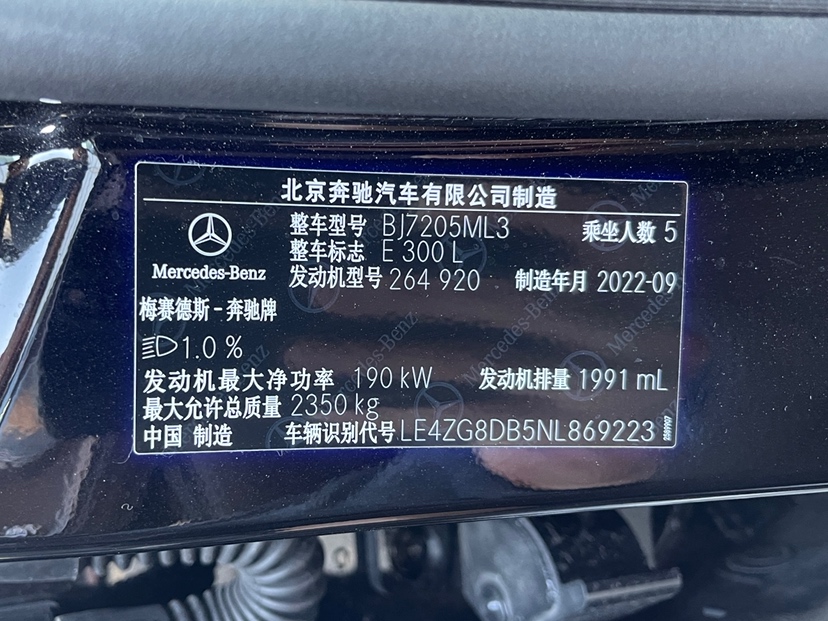 北京奔驰汽车有限公司制造
整车型号 BJ7205ML3 乘坐人数 5
整车标志 E 300 L
发动机型号 264 920 制造年月 2022-09
Mercedes-Benz
梅赛德斯-奔驰牌
1.0 %
发动机最大净功率 190 kW 发动机排量 1991 mL
最大允许总质量 2350 kg
中国 制造 车辆识别代号 LE4ZG8DB5NL869223